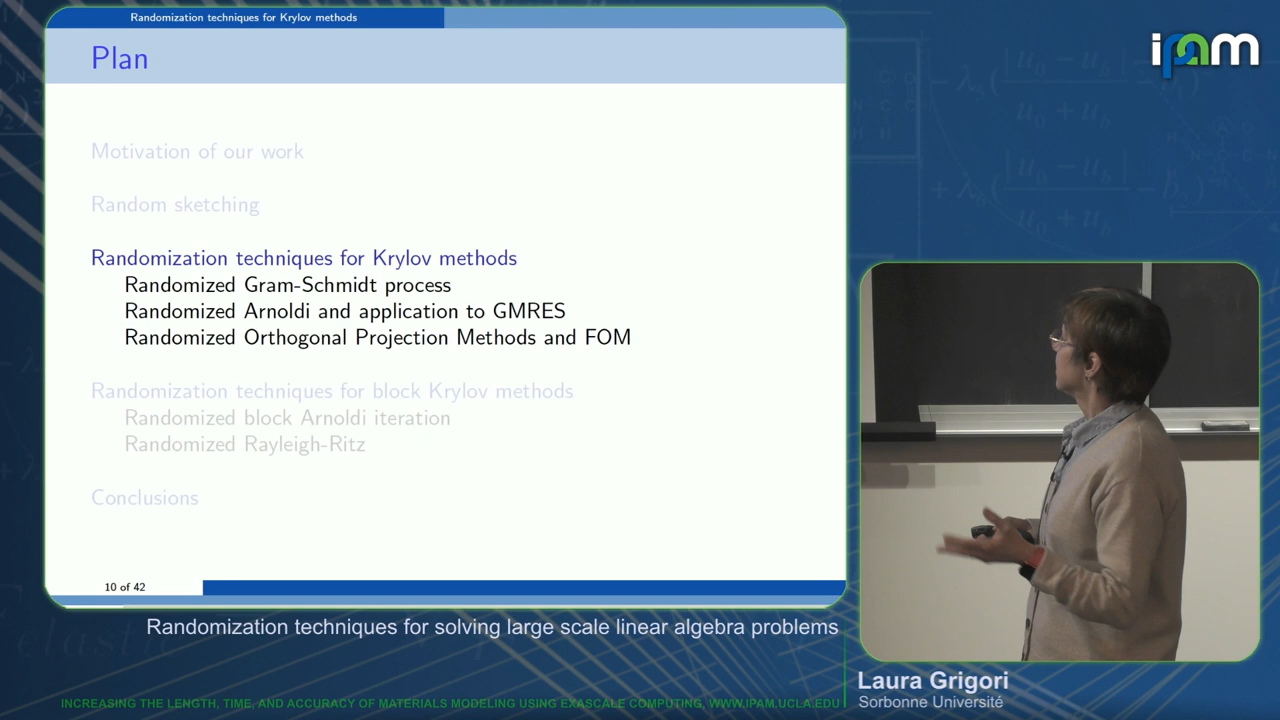 Randomization techniques for Krylov methods
Plan
Motivation of our work
Random sketching
Randomization techniques for Krylov methods
Randomized Gram-Schmidt process
Randomized Arnoldi and application to GMRES
Randomized Orthogonal Projection Methods and FOM
Randomization techniques for block Krylov methods
Randomized block Arnoldi iteration
Randomized Rayleigh-Ritz
Conclusions
10 of 42
ipam
Randomization techniques for solving large scale linear algebra problems
Laura Grigori
Sorbonne Université
INCREASING THE LENGTH, TIME, AND ACCURACY OF MATERIALS MODELING USING EXASCALE COMPUTING, WWW.IPAM.UCLA.EDU